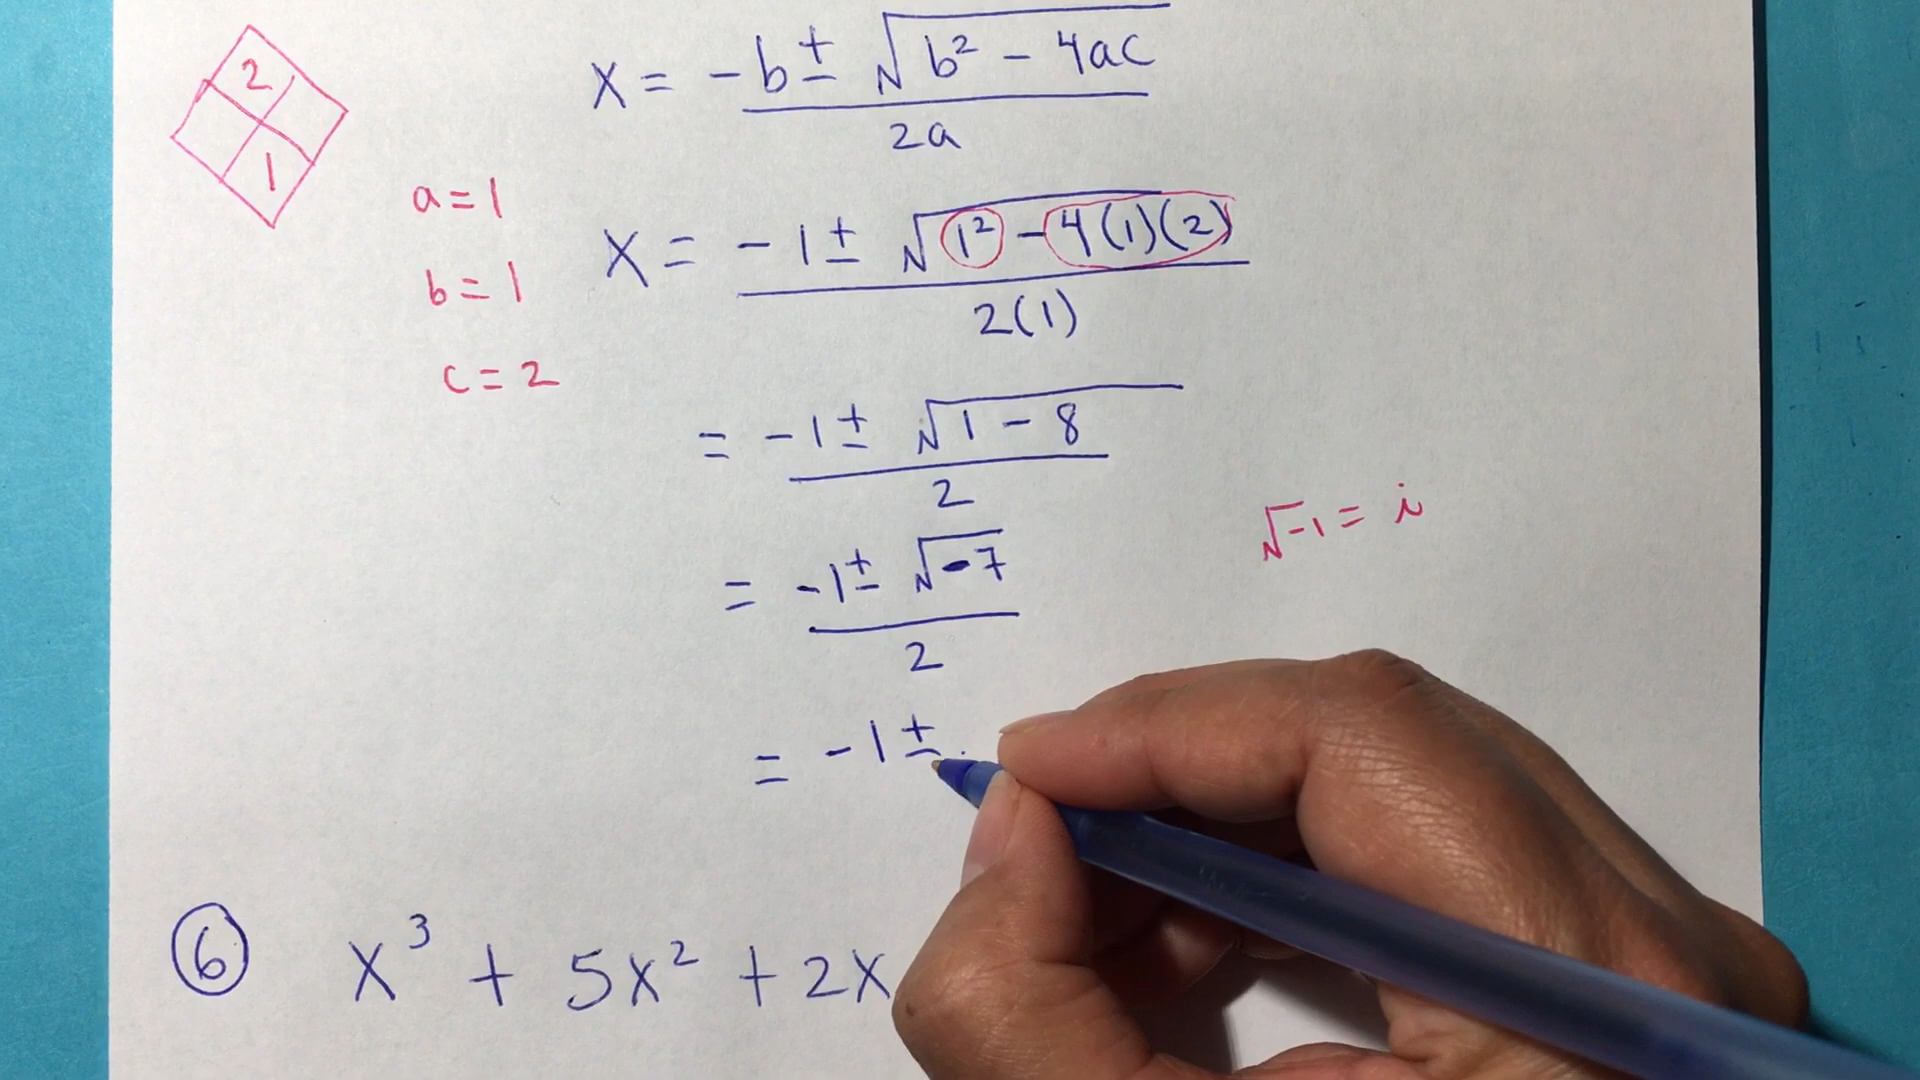 2
1
x = -b ± √b² - 4ac
2a
a = 1
b = 1
c = 2
x = -1 ± √1² - 4(1)(2)
2(1)
= -1 ± √1 - 8
2
√-1 = i
= -1 ± √-7
2
= -1 ±
6 x³ + 5x² + 2x